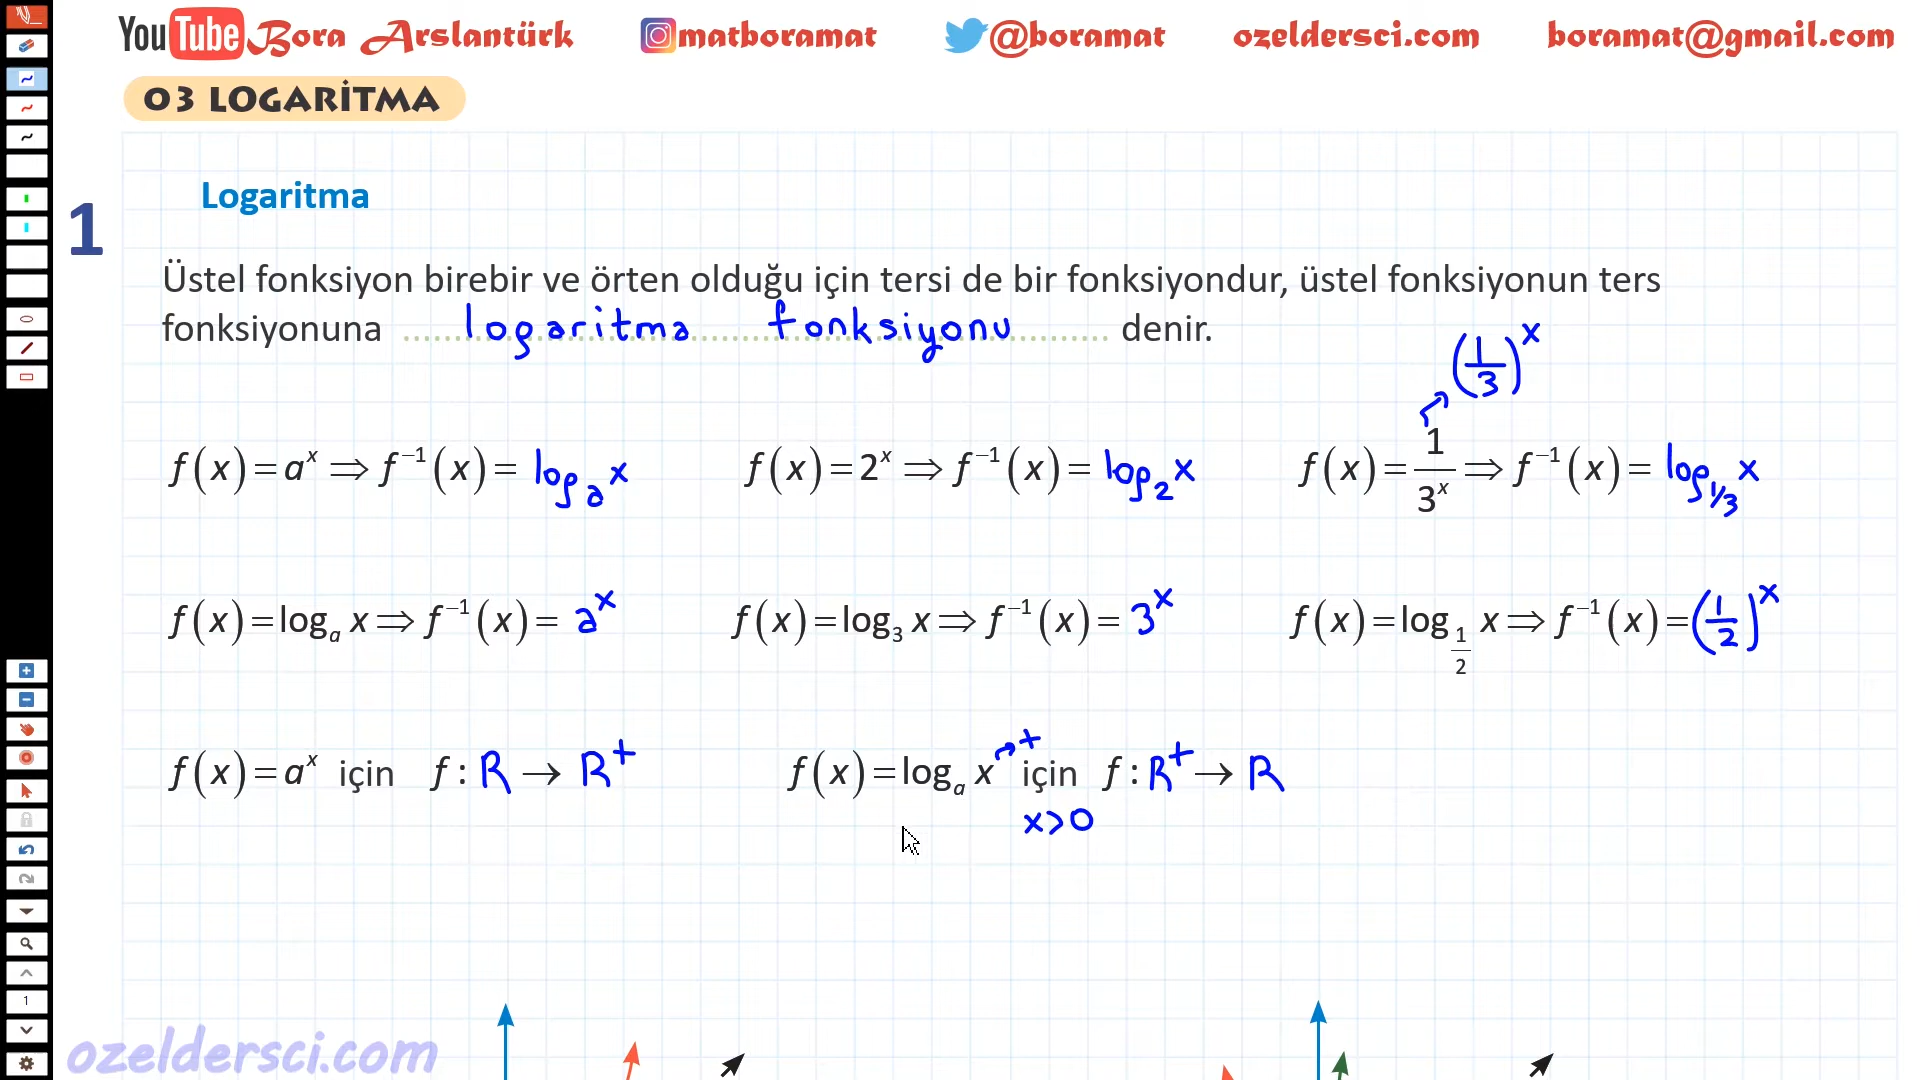 YouTube Bora Arslantürk matboramat @boramat ozeldersci.com boramat@gmail.com
03 LOGARİTMA
Logaritma
1
Üstel fonksiyon birebir ve örten olduğu için tersi de bir fonksiyondur, üstel fonksiyonun ters
fonksiyonuna ..... logaritma fonksiyonu ..... denir.
(1/3)^x
f(x) = a^x ⇒ f^{-1}(x) = log_a x f(x) = 2^x ⇒ f^{-1}(x) = log_2 x f(x) = 1/3^x ⇒ f^{-1}(x) = log_{1/3} x
f(x) = log_a x ⇒ f^{-1}(x) = a^x f(x) = log_3 x ⇒ f^{-1}(x) = 3^x f(x) = log_{1/2} x ⇒ f^{-1}(x) = (1/2)^x
f(x) = a^x için f : R → R^+ f(x) = log_a x → + için f : R^+ → R
x > 0
1
ozeldersci.com